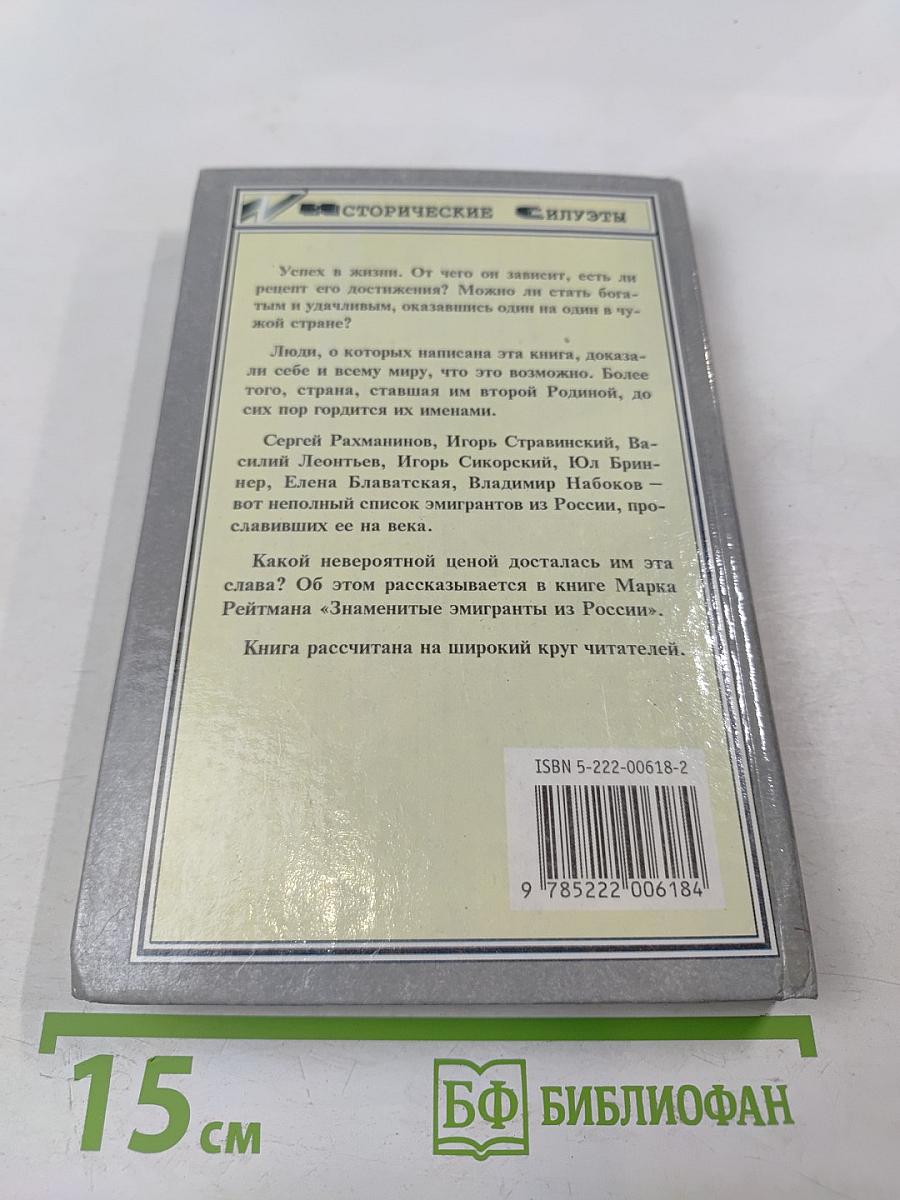 ИСТОРИЧЕСКИЕ СИЛУЭТЫ
Успех в жизни. От чего он зависит, есть ли
рецепт его достижения? Можно ли стать бога-
тым и удачливым, оказавшись один на один в чу-
жой стране?
Люди, о которых написана эта книга, доказа-
ли себе и всему миру, что это возможно. Более
того, страна, ставшая им второй Родиной, до
сих пор гордится их именами.
Сергей Рахманинов, Игорь Стравинский, Ва-
силий Леонтьев, Игорь Сикорский, Юл Брин-
нер, Елена Блаватская, Владимир Набоков —
вот неполный список эмигрантов из России, про-
славивших ее на века.
Какой невероятной ценой досталась им эта
слава? Об этом рассказывается в книге Марка
Рейтмана «Знаменитые эмигранты из России».
Книга рассчитана на широкий круг читателей.
ISBN 5-222-00618-2
9 785222 006184
15 см
БФ БИБЛИОФАН